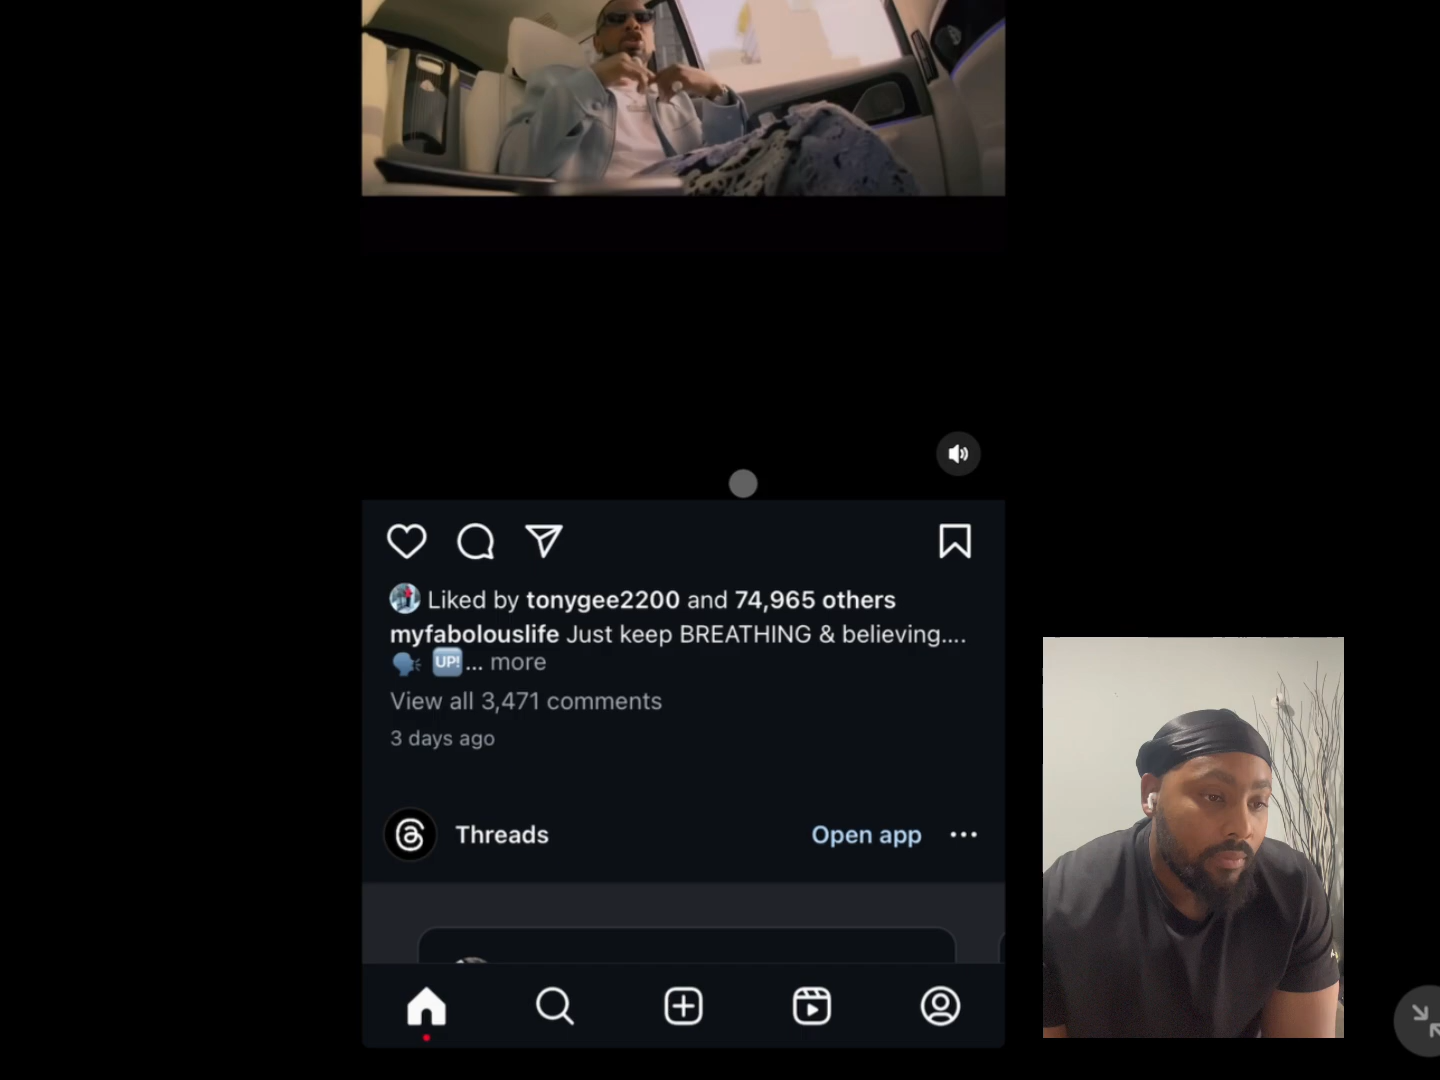 Liked by tonygee2200 and 74,965 others
myfabolouslife Just keep BREATHING & believing....
🗣️ 🆙... more
View all 3,471 comments
3 days ago
Threads
Open app